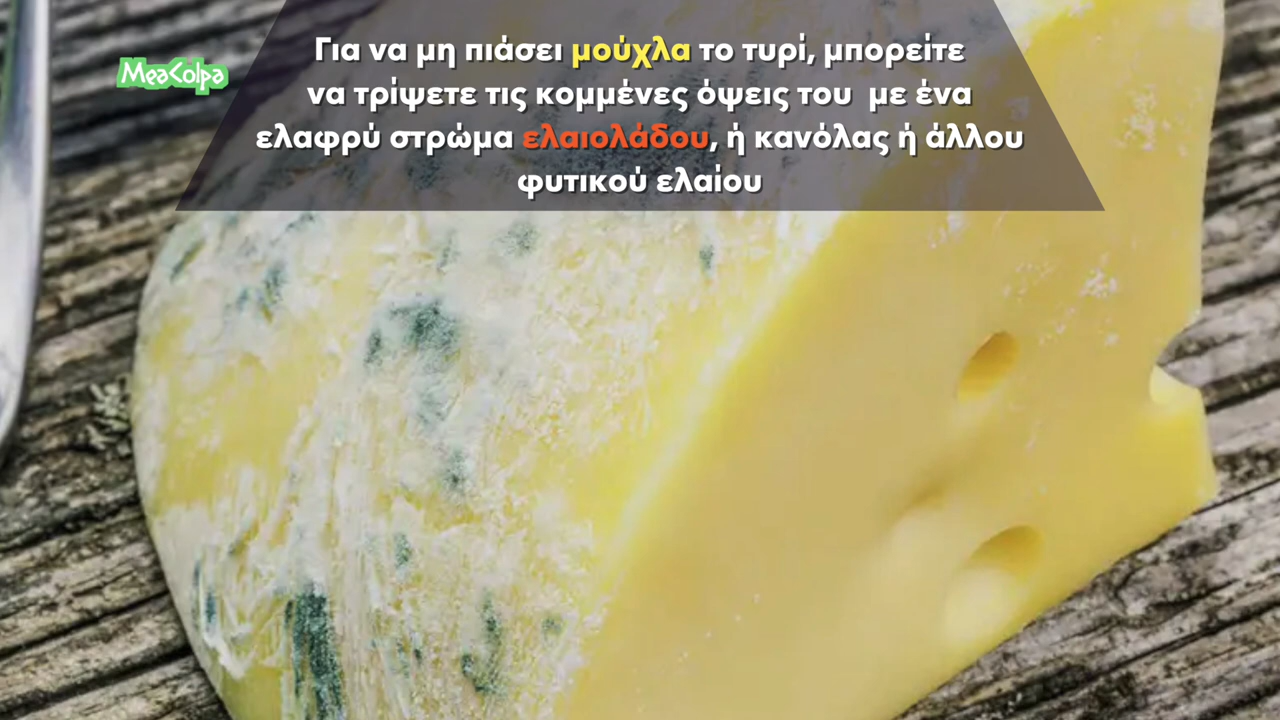 MeaColpa
Για να μη πιάσει μούχλα το τυρί, μπορείτε
να τρίψετε τις κομμένες όψεις του με ένα
ελαφρύ στρώμα ελαιολάδου, ή κανόλας ή άλλου
φυτικού ελαίου